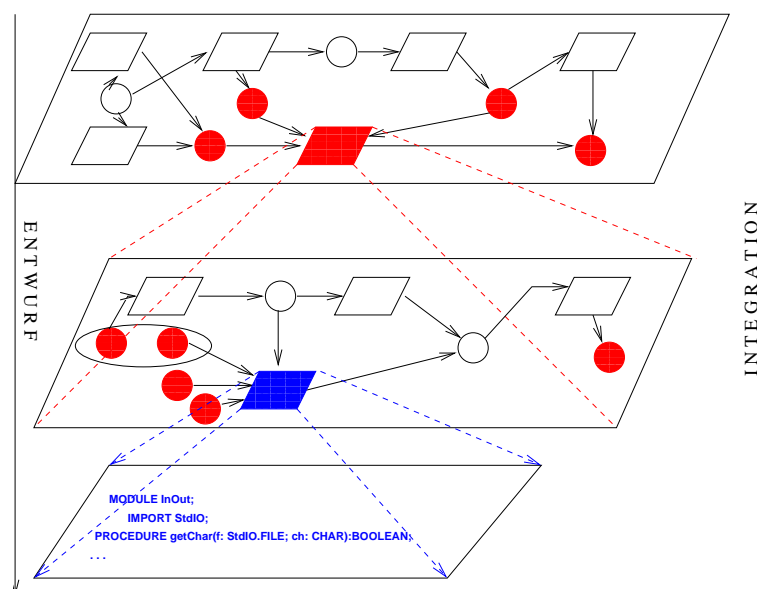 ENTWURF
INTEGRATION
MODULE InOut;
IMPORT StdIO;
PROCEDURE getChar(f: StdIO.FILE; ch: CHAR):BOOLEAN;
. . .